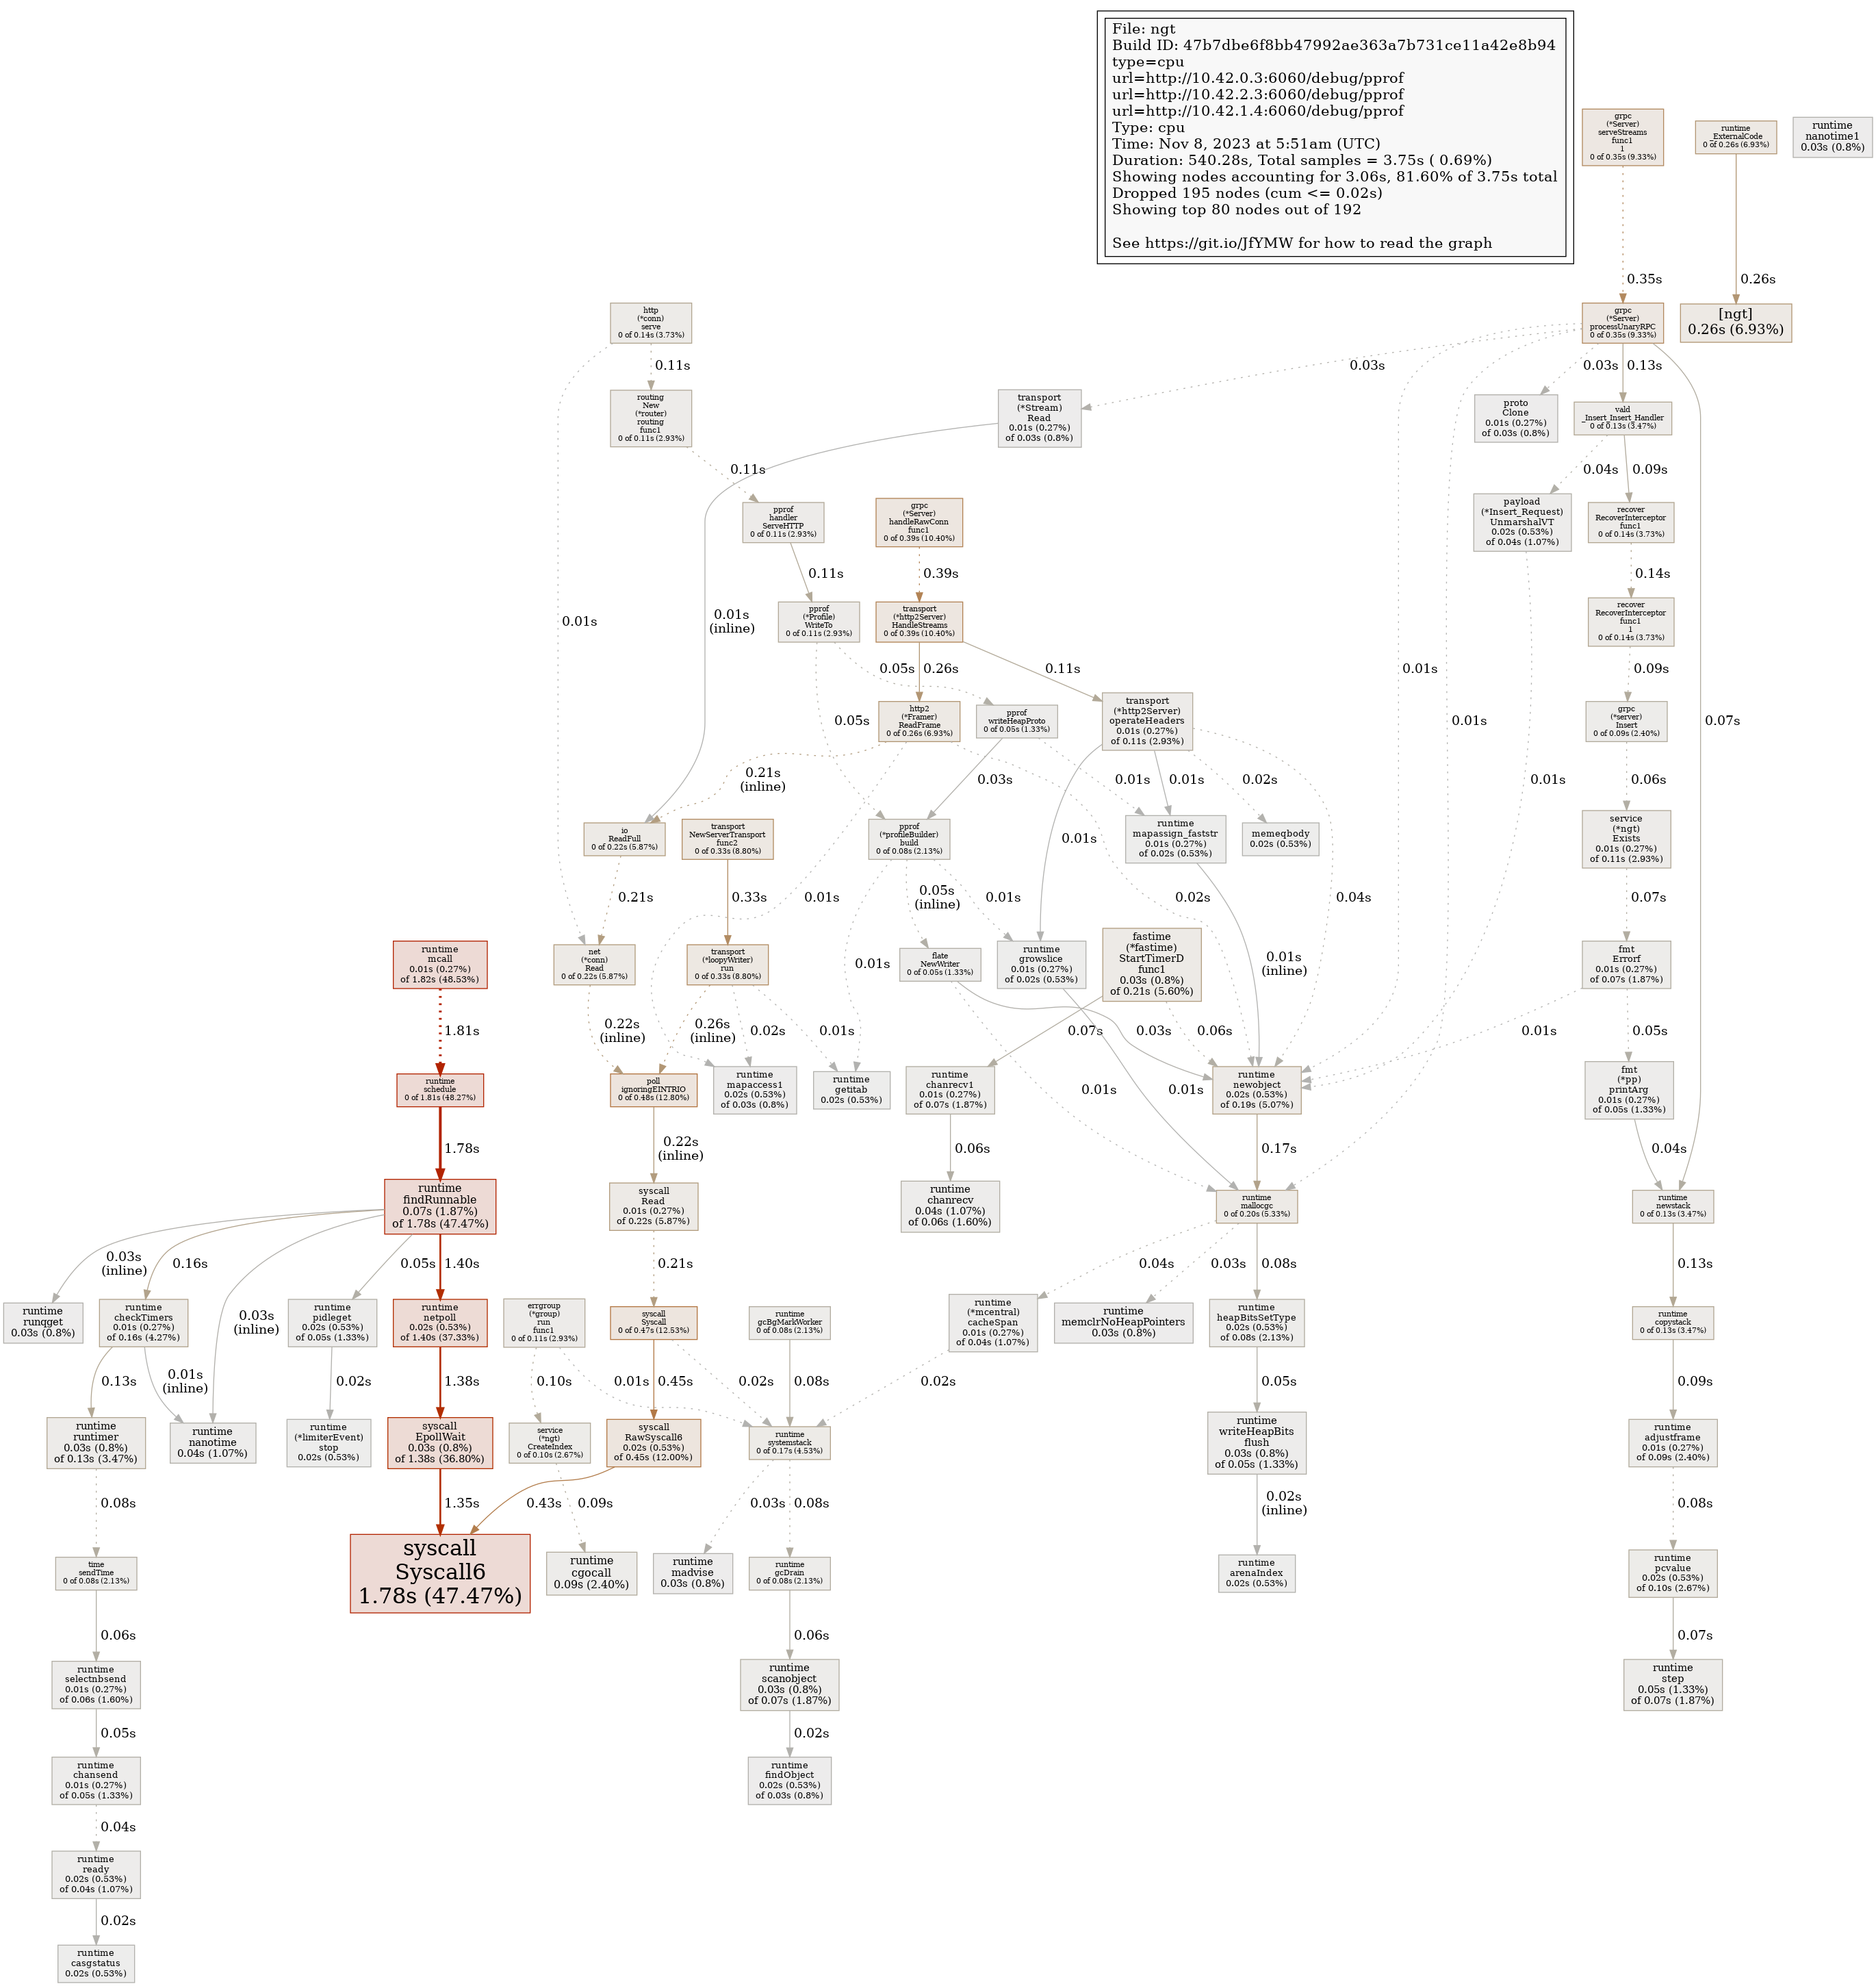 File: ngt
Build ID: 47b7dbe6f8bb47992ae363a7b731ce11a42e8b94
type=cpu
url=http://10.42.0.3:6060/debug/pprof
url=http://10.42.2.3:6060/debug/pprof
url=http://10.42.1.4:6060/debug/pprof
Type: cpu
Time: Nov 8, 2023 at 5:51am (UTC)
Duration: 540.28s, Total samples = 3.75s ( 0.69%)
Showing nodes accounting for 3.06s, 81.60% of 3.75s total
Dropped 195 nodes (cum <= 0.02s)
Showing top 80 nodes out of 192
See https://git.io/JfYMW for how to read the graph
grpc
(*Server)
serveStreams
func1
1
0 of 0.35s (9.33%)
runtime
_ExternalCode
0 of 0.26s (6.93%)
runtime
nanotime1
0.03s (0.8%)
0.35s
0.26s
http
(*conn)
serve
0 of 0.14s (3.73%)
grpc
(*Server)
processUnaryRPC
0 of 0.35s (9.33%)
[ngt]
0.26s (6.93%)
0.11s
0.03s
0.03s
0.13s
routing
New
(*router)
routing
func1
0 of 0.11s (2.93%)
transport
(*Stream)
Read
0.01s (0.27%)
of 0.03s (0.8%)
proto
Clone
0.01s (0.27%)
of 0.03s (0.8%)
vald
_Insert_Insert_Handler
0 of 0.13s (3.47%)
0.11s
0.04s
0.09s
pprof
handler
ServeHTTP
0 of 0.11s (2.93%)
grpc
(*Server)
handleRawConn
func1
0 of 0.39s (10.40%)
payload
(*Insert_Request)
UnmarshalVT
0.02s (0.53%)
of 0.04s (1.07%)
recover
RecoverInterceptor
func1
0 of 0.14s (3.73%)
0.11s
0.39s
0.14s
0.01s
0.01s
(inline)
pprof
(*Profile)
WriteTo
0 of 0.11s (2.93%)
transport
(*http2Server)
HandleStreams
0 of 0.39s (10.40%)
recover
RecoverInterceptor
func1
1
0 of 0.14s (3.73%)
0.05s
0.26s
0.11s
0.01s
0.09s
0.05s
http2
(*Framer)
ReadFrame
0 of 0.26s (6.93%)
pprof
writeHeapProto
0 of 0.05s (1.33%)
transport
(*http2Server)
operateHeaders
0.01s (0.27%)
of 0.11s (2.93%)
0.01s
grpc
(*server)
Insert
0 of 0.09s (2.40%)
0.07s
0.21s
(inline)
0.03s
0.01s
0.01s
0.02s
0.01s
0.06s
io
ReadFull
0 of 0.22s (5.87%)
transport
NewServerTransport
func2
0 of 0.33s (8.80%)
pprof
(*profileBuilder)
build
0 of 0.08s (2.13%)
0.01s
runtime
mapassign_faststr
0.01s (0.27%)
of 0.02s (0.53%)
memeqbody
0.02s (0.53%)
service
(*ngt)
Exists
0.01s (0.27%)
of 0.11s (2.93%)
0.21s
0.33s
0.01s
0.05s
(inline)
0.01s
0.02s
0.04s
0.07s
runtime
mcall
0.01s (0.27%)
of 1.82s (48.53%)
net
(*conn)
Read
0 of 0.22s (5.87%)
transport
(*loopyWriter)
run
0 of 0.33s (8.80%)
0.01s
flate
NewWriter
0 of 0.05s (1.33%)
runtime
growslice
0.01s (0.27%)
of 0.02s (0.53%)
fastime
(*fastime)
StartTimerD
func1
0.03s (0.8%)
of 0.21s (5.60%)
0.01s
(inline)
fmt
Errorf
0.01s (0.27%)
of 0.07s (1.87%)
1.81s
0.22s
(inline)
0.26s
(inline)
0.02s
0.01s
0.07s
0.03s
0.06s
0.01s
0.05s
runtime
schedule
0 of 1.81s (48.27%)
poll
ignoringEINTRIO
0 of 0.48s (12.80%)
runtime
mapaccess1
0.02s (0.53%)
of 0.03s (0.8%)
runtime
getitab
0.02s (0.53%)
runtime
chanrecv1
0.01s (0.27%)
of 0.07s (1.87%)
0.01s
0.01s
runtime
newobject
0.02s (0.53%)
of 0.19s (5.07%)
fmt
(*pp)
printArg
0.01s (0.27%)
of 0.05s (1.33%)
1.78s
0.22s
(inline)
0.06s
0.17s
0.04s
runtime
findRunnable
0.07s (1.87%)
of 1.78s (47.47%)
syscall
Read
0.01s (0.27%)
of 0.22s (5.87%)
runtime
chanrecv
0.04s (1.07%)
of 0.06s (1.60%)
runtime
mallocgc
0 of 0.20s (5.33%)
runtime
newstack
0 of 0.13s (3.47%)
0.03s
(inline)
0.16s
0.03s
(inline)
0.05s
1.40s
0.21s
0.04s
0.03s
0.08s
0.13s
runtime
runqget
0.03s (0.8%)
runtime
checkTimers
0.01s (0.27%)
of 0.16s (4.27%)
runtime
pidleget
0.02s (0.53%)
of 0.05s (1.33%)
runtime
netpoll
0.02s (0.53%)
of 1.40s (37.33%)
errgroup
(*group)
run
func1
0 of 0.11s (2.93%)
syscall
Syscall
0 of 0.47s (12.53%)
runtime
gcBgMarkWorker
0 of 0.08s (2.13%)
runtime
(*mcentral)
cacheSpan
0.01s (0.27%)
of 0.04s (1.07%)
runtime
memclrNoHeapPointers
0.03s (0.8%)
runtime
heapBitsSetType
0.02s (0.53%)
of 0.08s (2.13%)
runtime
copystack
0 of 0.13s (3.47%)
0.13s
0.01s
(inline)
0.02s
1.38s
0.10s
0.01s
0.45s
0.02s
0.08s
0.02s
0.05s
0.09s
runtime
runtimer
0.03s (0.8%)
of 0.13s (3.47%)
runtime
nanotime
0.04s (1.07%)
runtime
(*limiterEvent)
stop
0.02s (0.53%)
syscall
EpollWait
0.03s (0.8%)
of 1.38s (36.80%)
service
(*ngt)
CreateIndex
0 of 0.10s (2.67%)
syscall
RawSyscall6
0.02s (0.53%)
of 0.45s (12.00%)
runtime
systemstack
0 of 0.17s (4.53%)
runtime
writeHeapBits
flush
0.03s (0.8%)
of 0.05s (1.33%)
runtime
adjustframe
0.01s (0.27%)
of 0.09s (2.40%)
0.08s
1.35s
0.43s
0.09s
0.03s
0.08s
0.02s
(inline)
0.08s
time
sendTime
0 of 0.08s (2.13%)
syscall
Syscall6
1.78s (47.47%)
runtime
cgocall
0.09s (2.40%)
runtime
madvise
0.03s (0.8%)
runtime
gcDrain
0 of 0.08s (2.13%)
runtime
arenaIndex
0.02s (0.53%)
runtime
pcvalue
0.02s (0.53%)
of 0.10s (2.67%)
0.06s
0.06s
0.07s
runtime
selectnbsend
0.01s (0.27%)
of 0.06s (1.60%)
runtime
scanobject
0.03s (0.8%)
of 0.07s (1.87%)
runtime
step
0.05s (1.33%)
of 0.07s (1.87%)
0.05s
0.02s
runtime
chansend
0.01s (0.27%)
of 0.05s (1.33%)
runtime
findObject
0.02s (0.53%)
of 0.03s (0.8%)
0.04s
runtime
ready
0.02s (0.53%)
of 0.04s (1.07%)
0.02s
runtime
casgstatus
0.02s (0.53%)